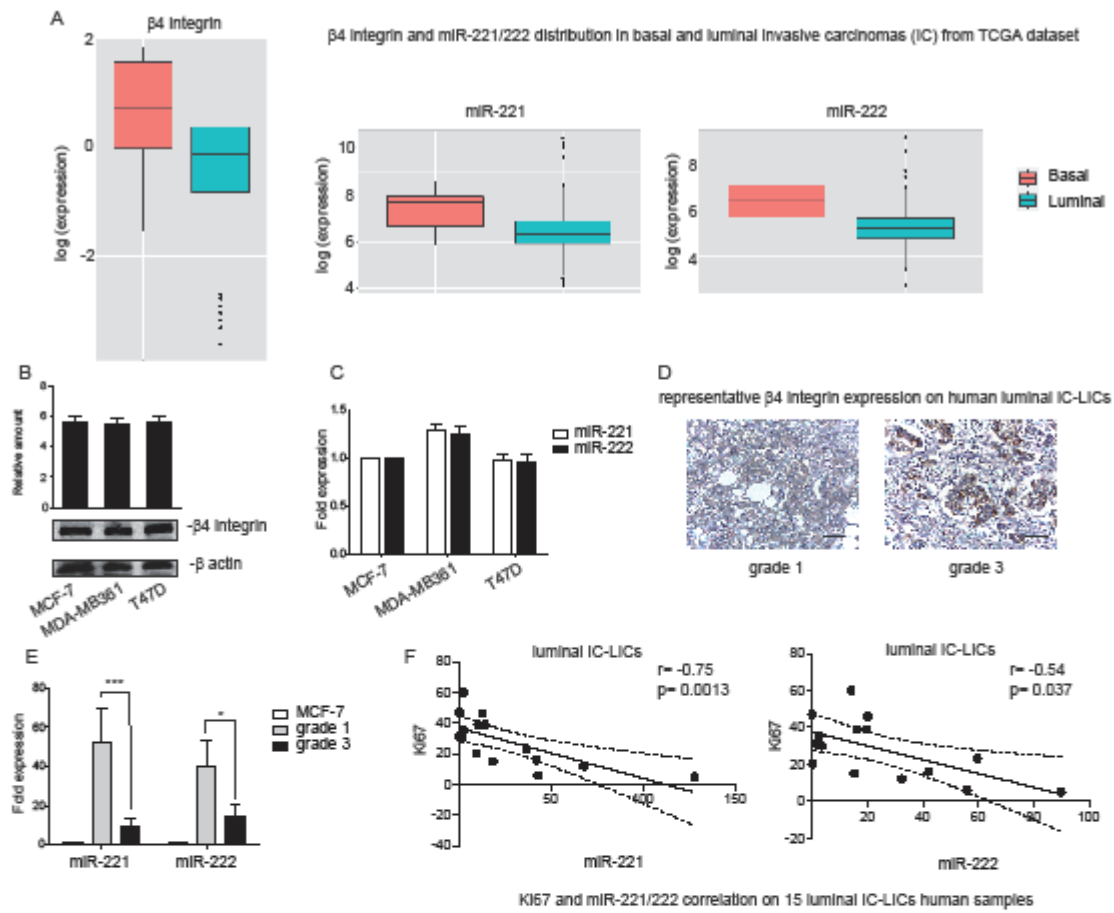 A
β4 Integrin
β4 Integrin and miR-221/222 distribution in basal and luminal invasive carcinomas (IC) from TCGA dataset
log (expression)
2
0
-2
miR-221
log (expression)
10
8
6
4
miR-222
log (expression)
8
6
4
Basal
Luminal
B
Relative amount
8
6
4
2
0
-β4 Integrin
-β actin
MCF-7
MDA-MB361
T47D
C
Fold expression
1.5
1.0
0.5
0.0
miR-221
miR-222
MCF-7
MDA-MB361
T47D
D
representative β4 Integrin expression on human luminal IC-LICs
grade 1
grade 3
E
Fold expression
80
60
40
20
0
***
*
MCF-7
grade 1
grade 3
miR-221
miR-222
F
luminal IC-LICs
r= -0.75
p= 0.0013
Ki67
80
60
40
20
0
-20
-40
50
100
150
miR-221
luminal IC-LICs
r= -0.54
p= 0.037
Ki67
80
60
40
20
0
-20
20
40
60
80
100
miR-222
Ki67 and miR-221/222 correlation on 15 luminal IC-LICs human samples